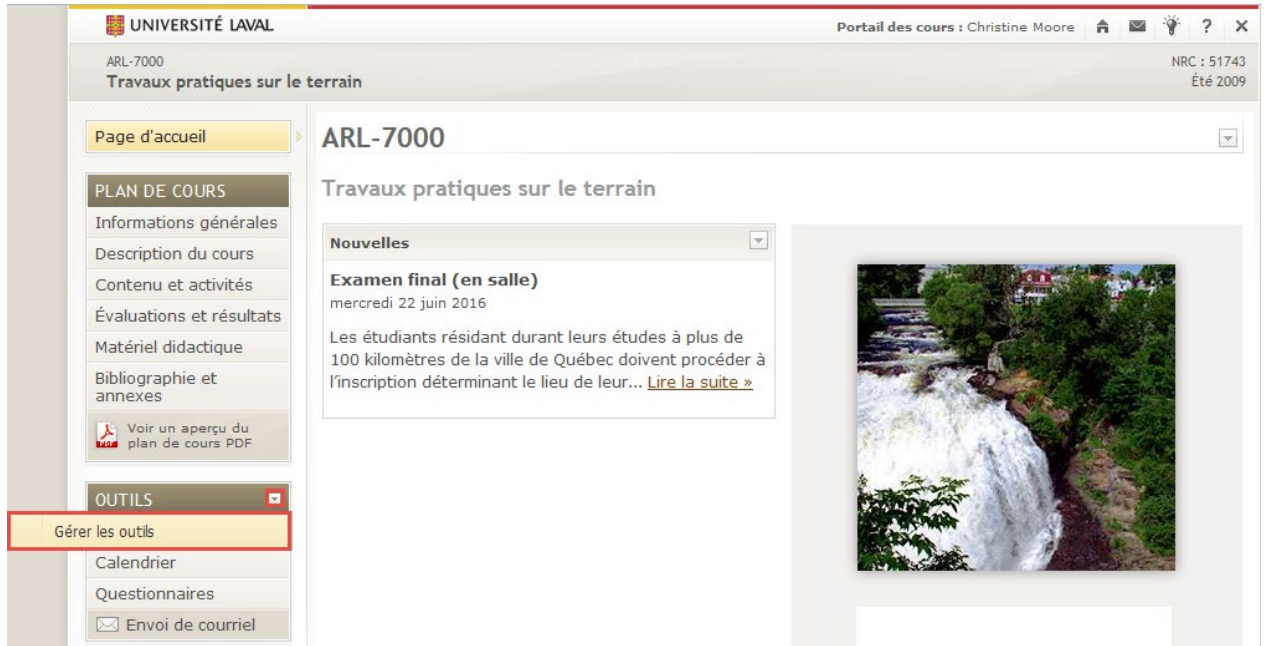 UNIVERSITÉ LAVAL
Portail des cours : Christine Moore
?
X
ARL-7000
Travaux pratiques sur le terrain
NRC : 51743
Été 2009
Page d'accueil
PLAN DE COURS
Informations générales
Description du cours
Contenu et activités
Évaluations et résultats
Matériel didactique
Bibliographie et
annexes
PDF
Voir un aperçu du
plan de cours PDF
OUTILS
Gérer les outils
Calendrier
Questionnaires
Envoi de courriel
ARL-7000
Travaux pratiques sur le terrain
Nouvelles
Examen final (en salle)
mercredi 22 juin 2016
Les étudiants résidant durant leurs études à plus de
100 kilomètres de la ville de Québec doivent procéder à
l'inscription déterminant le lieu de leur... Lire la suite »